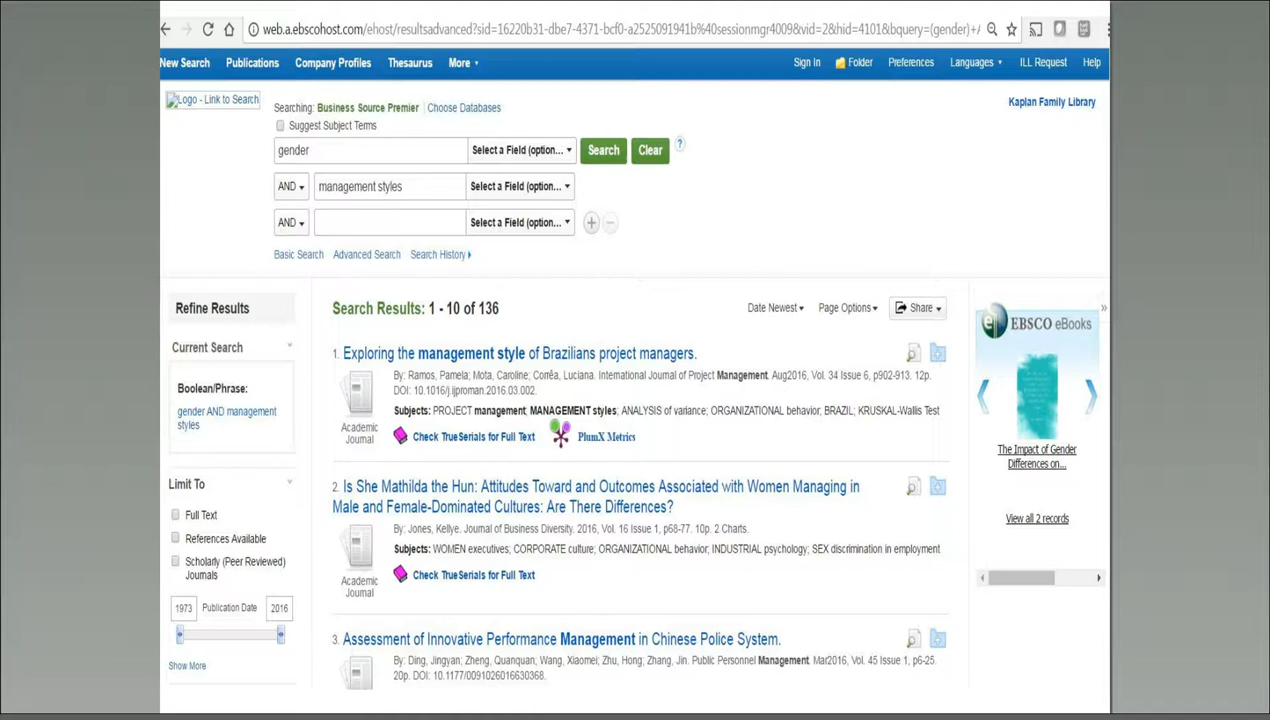 web.a.ebscohost.com/ehost/resultsadvanced?sid=16220b31-dbe7-4371-bcf0-a2525091941b%40sessionmgr4009&vid=2&hid=4101&bquery=(gender)+
New Search Publications Company Profiles Thesaurus More Sign In Folder Preferences Languages ILL Request Help
Logo - Link to Search
Searching: Business Source Premier Choose Databases
Kaplan Family Library
Suggest Subject Terms
gender Select a Field (option... Search Clear ?
AND management styles Select a Field (option...
AND Select a Field (option...
Basic Search Advanced Search Search History
Refine Results
Current Search
Boolean/Phrase:
gender AND management
styles
Limit To
Full Text
References Available
Scholarly (Peer Reviewed)
Journals
1973 Publication Date 2016
Show More
Search Results: 1 - 10 of 136 Date Newest Page Options Share
1. Exploring the management style of Brazilians project managers.
By: Ramos, Pamela; Mota, Caroline; Corrêa, Luciana. International Journal of Project Management. Aug2016, Vol. 34 Issue 6, p902-913. 12p.
DOI: 10.1016/j.ijproman.2016.03.002.
Subjects: PROJECT management; MANAGEMENT styles; ANALYSIS of variance; ORGANIZATIONAL behavior; BRAZIL; KRUSKAL-Wallis Test
Academic
Journal
Check TrueSerials for Full Text PlumX Metrics
2. Is She Mathilda the Hun: Attitudes Toward and Outcomes Associated with Women Managing in
Male and Female-Dominated Cultures: Are There Differences?
By: Jones, Kellye. Journal of Business Diversity. 2016, Vol. 16 Issue 1, p68-77. 10p. 2 Charts.
Subjects: WOMEN executives; CORPORATE culture; ORGANIZATIONAL behavior; INDUSTRIAL psychology; SEX discrimination in employment
Academic
Journal
Check TrueSerials for Full Text
3. Assessment of Innovative Performance Management in Chinese Police System.
By: Ding, Jingyan; Zheng, Quanquan; Wang, Xiaomei; Zhu, Hong; Zhang, Jin. Public Personnel Management. Mar2016, Vol. 45 Issue 1, p6-25.
20p. DOI: 10.1177/0091026016630368.
EBSCO eBooks
The Impact of Gender
Differences on...
View all 2 records